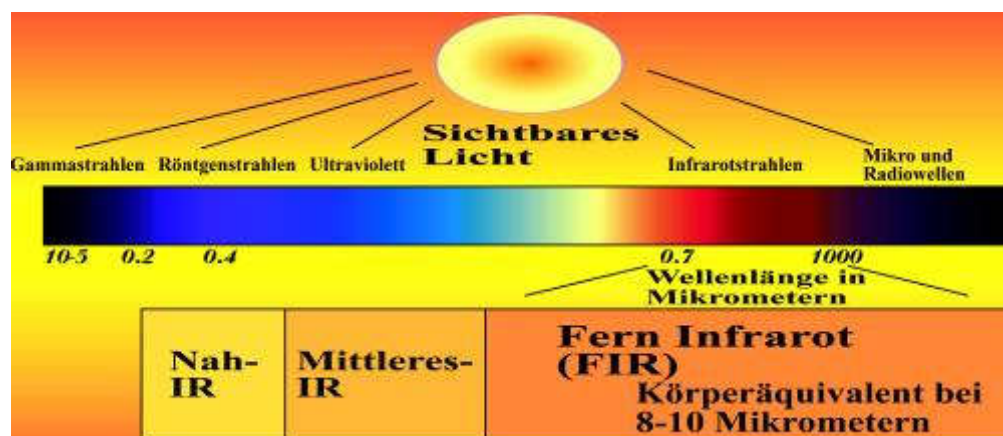 Sichtbares
Licht
Gammastrahlen
Röntgenstrahlen
Ultraviolett
Infrarotstrahlen
Mikro und
Radiowellen
10-5 0.2 0.4 0.7 1000
Wellenlänge in
Mikrometern
Nah-
IR
Mittleres-
IR
Fern Infrarot
(FIR)
Körperäquivalent bei
8-10 Mikrometern